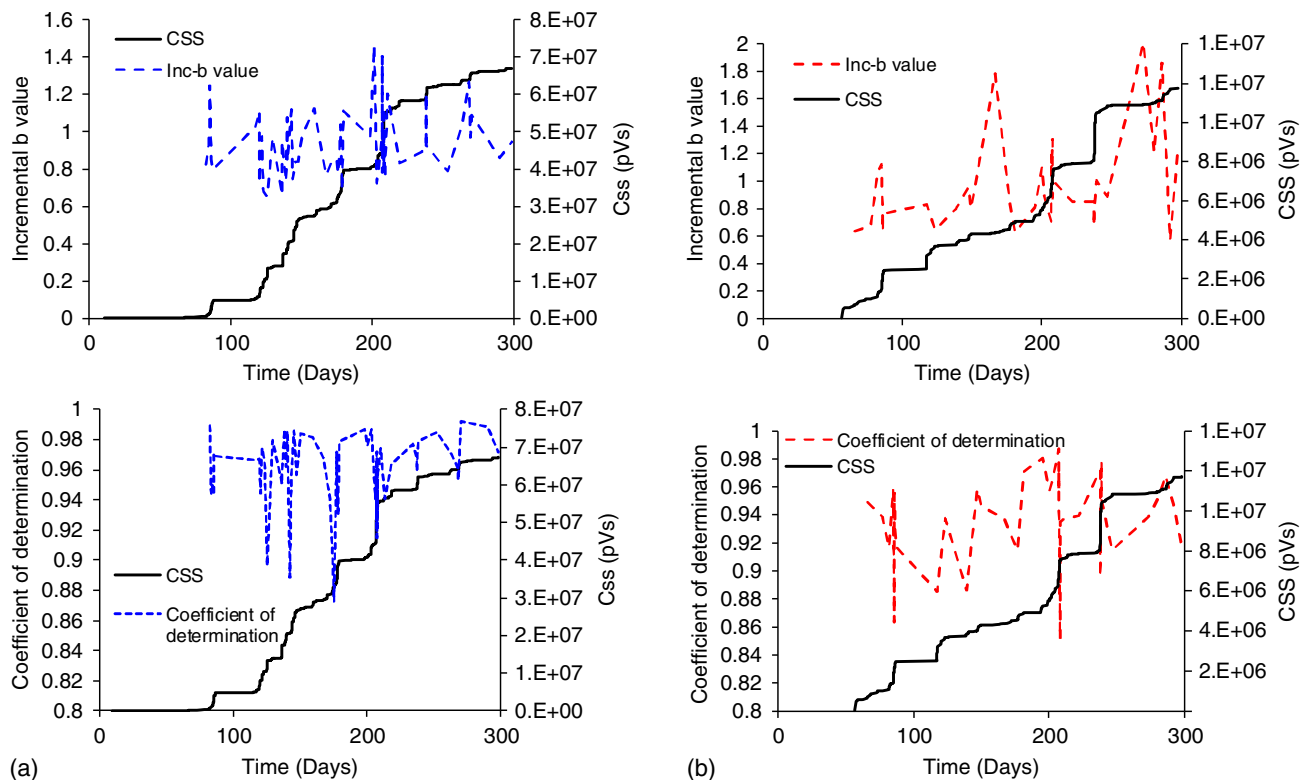 1.6
1.4
1.2
1
0.8
0.6
0.4
0.2
0
Incremental b value
CSS
Inc-b value
8.E+07
7.E+07
6.E+07
5.E+07
4.E+07
3.E+07
2.E+07
1.E+07
0.E+00
Css (pVs)
0 100 200 300
Time (Days)
2
1.8
1.6
1.4
1.2
1
0.8
0.6
0.4
0.2
0
Incremental b value
Inc-b value
CSS
1.E+07
1.E+07
1.E+07
8.E+06
6.E+06
4.E+06
2.E+06
0.E+00
CSS (pVs)
0 100 200 300
Time (Days)
1
0.98
0.96
0.94
0.92
0.9
0.88
0.86
0.84
0.82
0.8
Coefficient of determination
CSS
Coefficient of
determination
8.E+07
7.E+07
6.E+07
5.E+07
4.E+07
3.E+07
2.E+07
1.E+07
0.E+00
Css (pVs)
0 100 200 300
Time (Days)
(a)
1
0.98
0.96
0.94
0.92
0.9
0.88
0.86
0.84
0.82
0.8
Coefficient of determination
Coefficient of determination
CSS
1.E+07
1.E+07
1.E+07
8.E+06
6.E+06
4.E+06
2.E+06
0.E+00
CSS (pVs)
0 100 200 300
Time (Days)
(b)